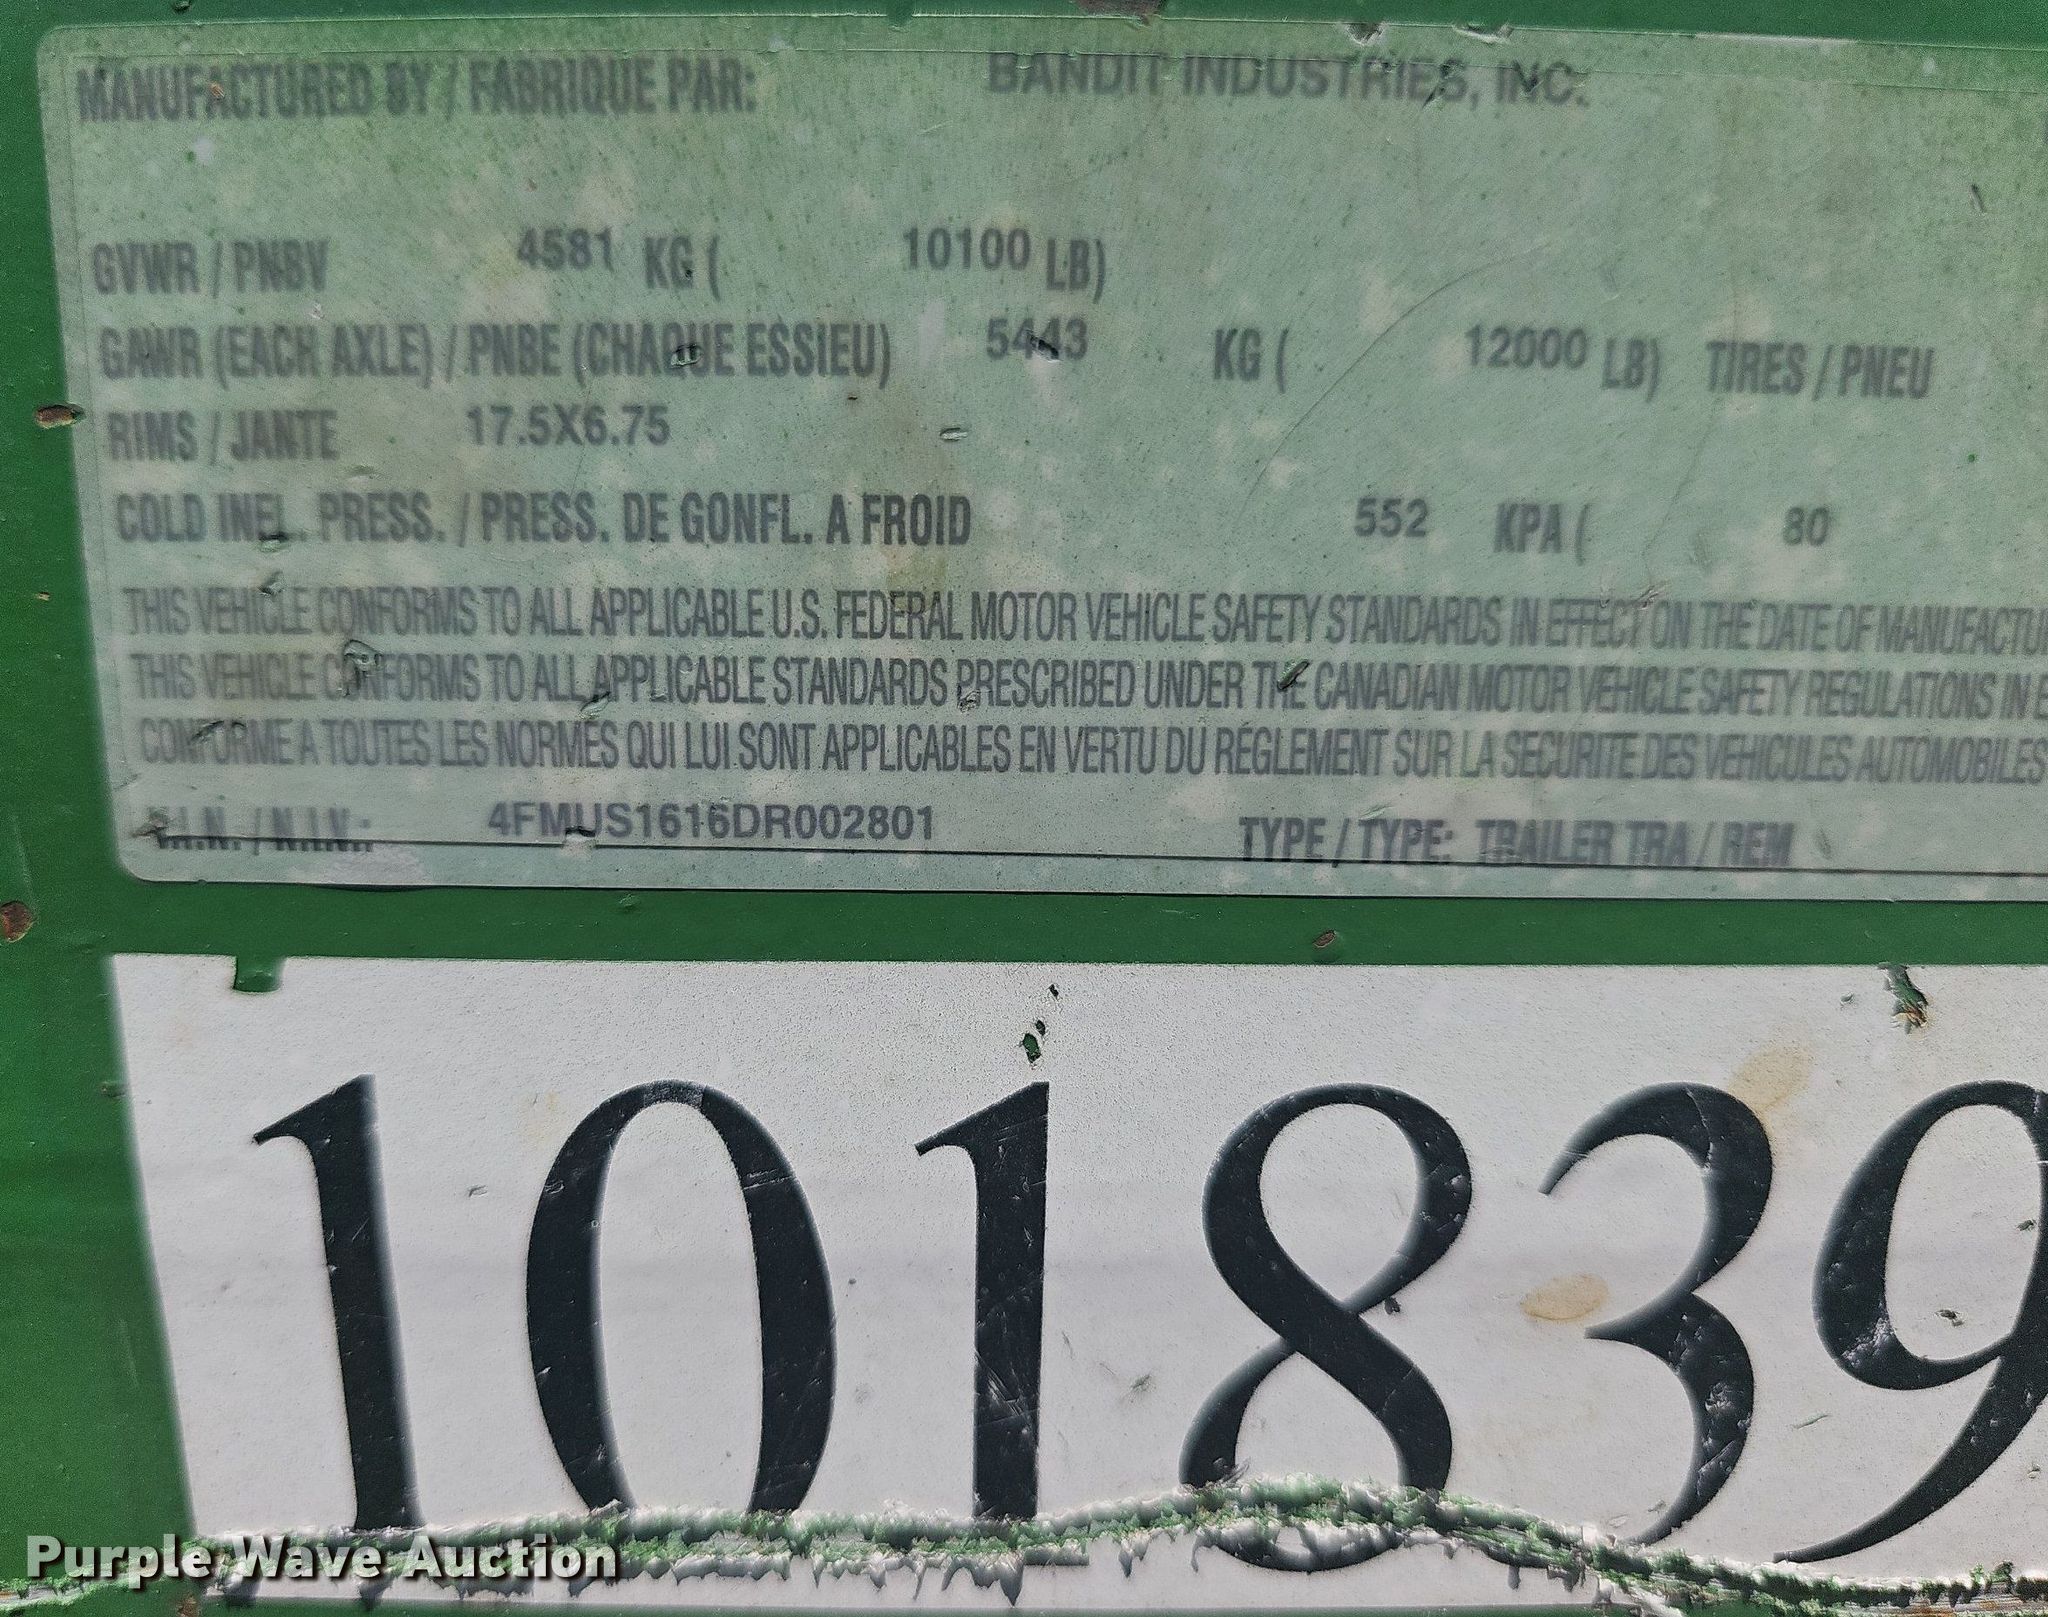 MANUFACTURED BY / FABRIQUE PAR: BANDIT INDUSTRIES, INC.
GVWR / PNBV 4581 KG ( 10100 LB)
GAWR (EACH AXLE) / PNBE (CHAQUE ESSIEU) 5443 KG ( 12000 LB) TIRES / PNEU
RIMS / JANTE 17.5X6.75
COLD INFL. PRESS. / PRESS. DE GONFL. A FROID 552 KPA ( 80
THIS VEHICLE CONFORMS TO ALL APPLICABLE U.S. FEDERAL MOTOR VEHICLE SAFETY STANDARDS IN EFFECT ON THE DATE OF MANUFACTU
THIS VEHICLE CONFORMS TO ALL APPLICABLE STANDARDS PRESCRIBED UNDER THE CANADIAN MOTOR VEHICLE SAFETY REGULATIONS IN E
CONFORME A TOUTES LES NORMES QUI LUI SONT APPLICABLES EN VERTU DU RÉGLEMENT SUR LA SECURITE DES VEHICULES AUTOMOBILES
V.I.N. / N.I.V.: 4FMUS1616DR002801 TYPE / TYPE: TRAILER TRA / REM
101839
Purple Wave Auction